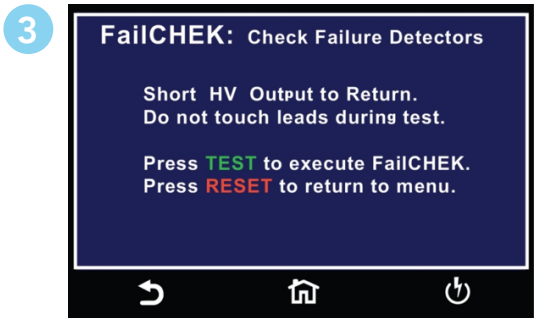 3
FailCHEK: Check Failure Detectors
Short HV Output to Return.
Do not touch leads during test.
Press TEST to execute FailCHEK.
Press RESET to return to menu.